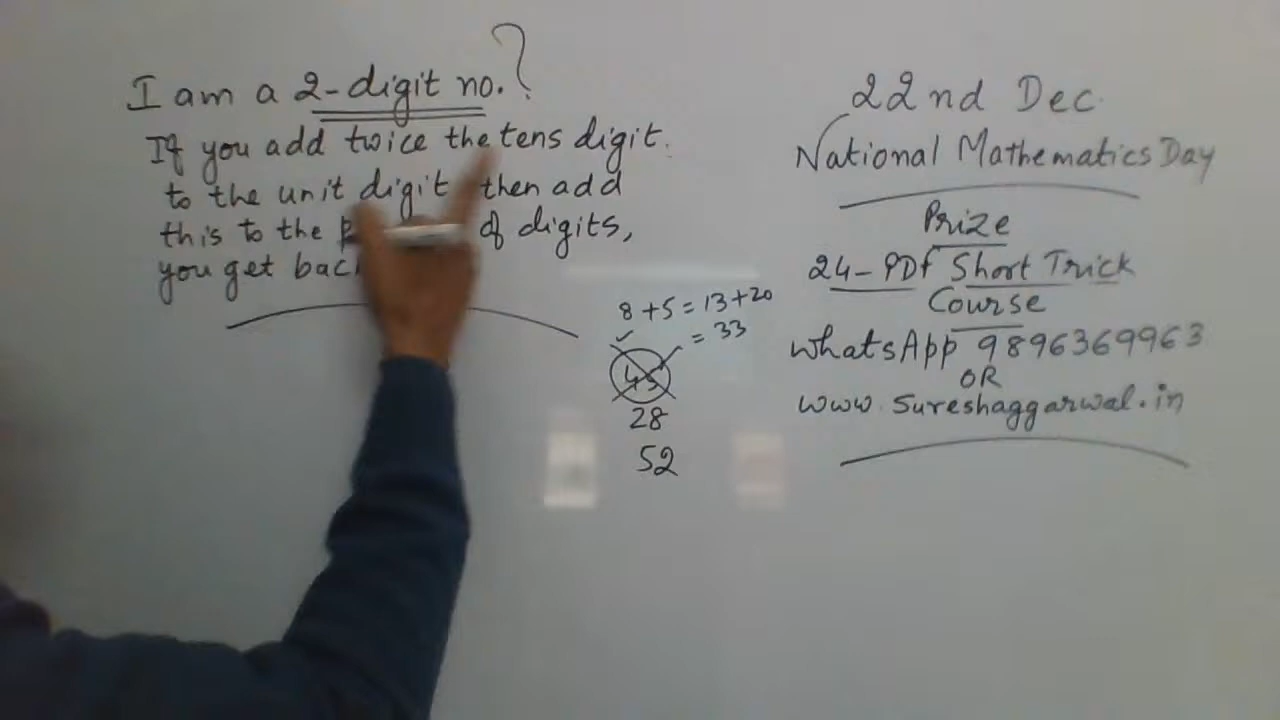 I am a 2-digit no.?
If you add twice the tens digit.
to the unit digit then add
this to the of digits,
you get bac
8 + 5 = 13 + 20
= 33
45
28
52
22nd Dec.
National Mathematics Day
Prize
24-PDF Short Trick
Course
WhatsApp 9896369963
OR
www.sureshaggarwal.in